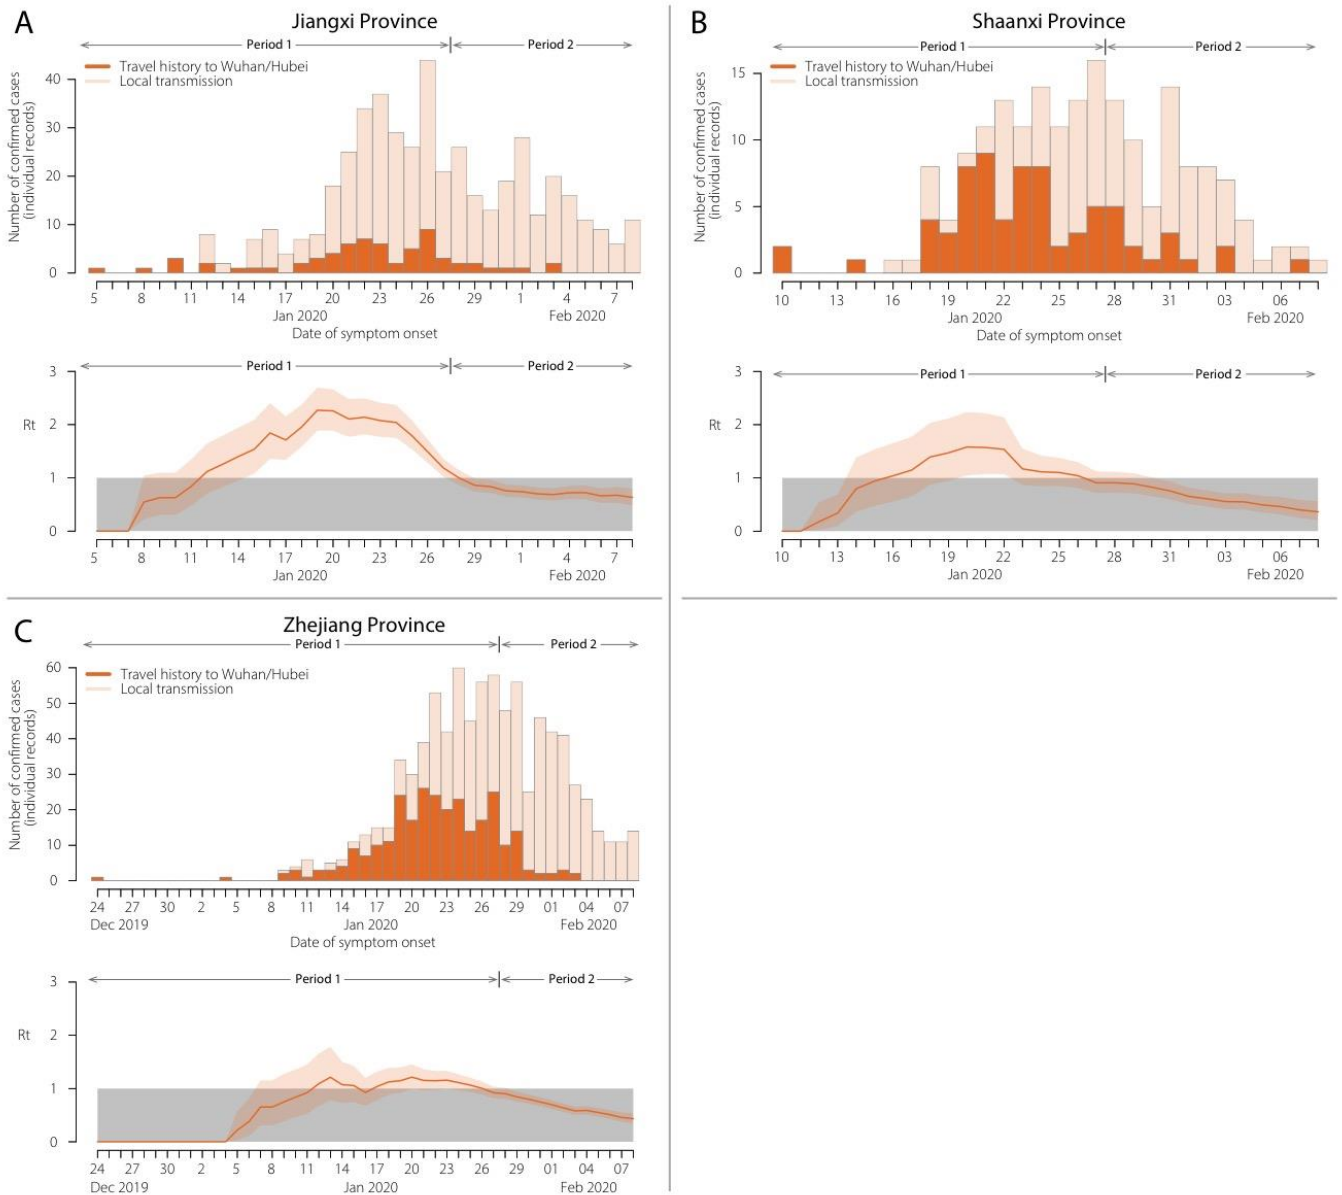 A
Jiangxi Province
Period 1
Period 2
Travel history to Wuhan/Hubei
Local transmission
Number of confirmed cases
(individual records)
40
30
20
10
0
5 8 11 14 17 20 23 26 29 1 4 7
Jan 2020 Feb 2020
Date of symptom onset
Period 1
Period 2
3
Rt 2
1
0
5 8 11 14 17 20 23 26 29 1 4 7
Jan 2020 Feb 2020
B
Shaanxi Province
Period 1
Period 2
Travel history to Wuhan/Hubei
Local transmission
Number of confirmed cases
(individual records)
15
10
5
0
10 13 16 19 22 25 28 31 03 06
Jan 2020 Feb 2020
Date of symptom onset
Period 1
Period 2
3
Rt 2
1
0
10 13 16 19 22 25 28 31 03 06
Jan 2020 Feb 2020
C
Zhejiang Province
Period 1
Period 2
Travel history to Wuhan/Hubei
Local transmission
Number of confirmed cases
(individual records)
60
50
40
30
20
10
0
24 27 30 2 5 8 11 14 17 20 23 26 29 01 04 07
Dec 2019 Jan 2020 Feb 2020
Date of symptom onset
Period 1
Period 2
3
Rt 2
1
0
24 27 30 2 5 8 11 14 17 20 23 26 29 01 04 07
Dec 2019 Jan 2020 Feb 2020